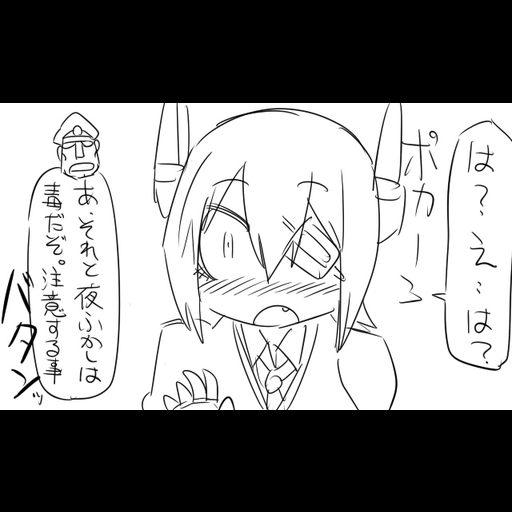 は？え…は？
ポカーン
あ、それと夜ふかしは
毒だぞ。注意する事
バタンッ